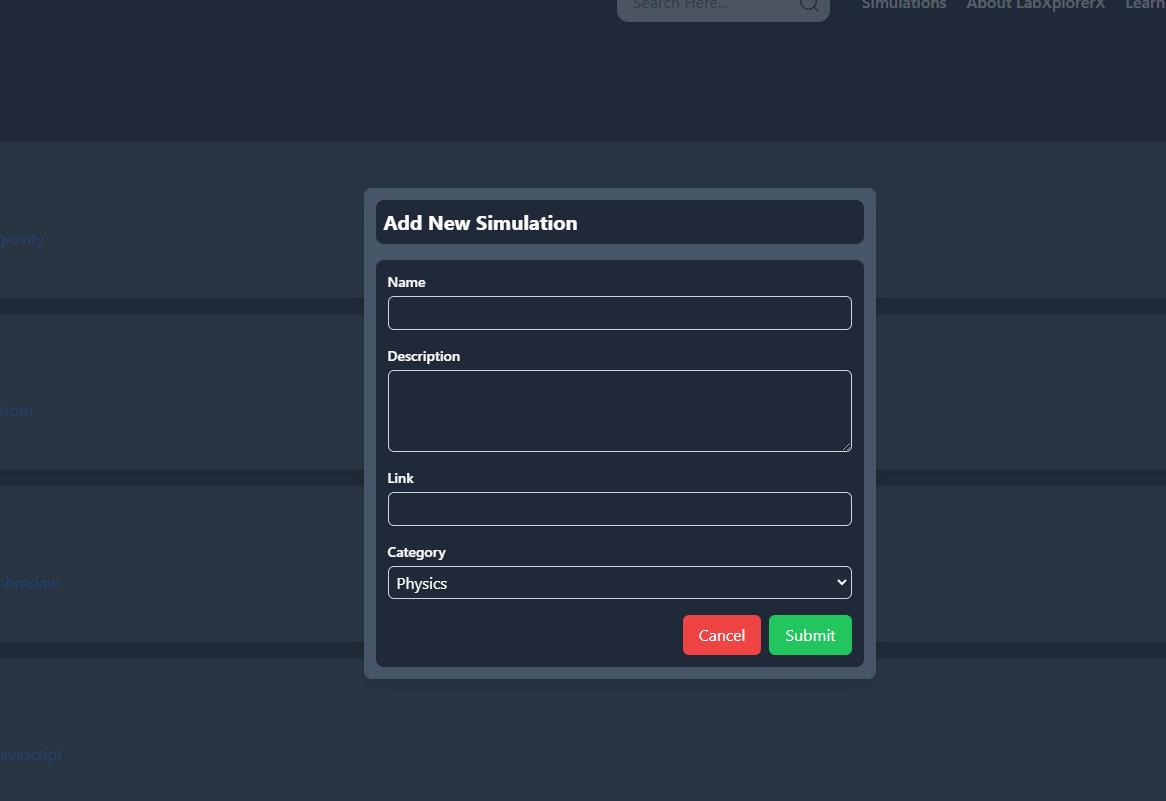 Search Here...
Simulations
About LabXplorerX
Learn
Add New Simulation
gravity
Name
Description
atom
Link
Category
ohmslaw
Physics
Cancel
Submit
avascript